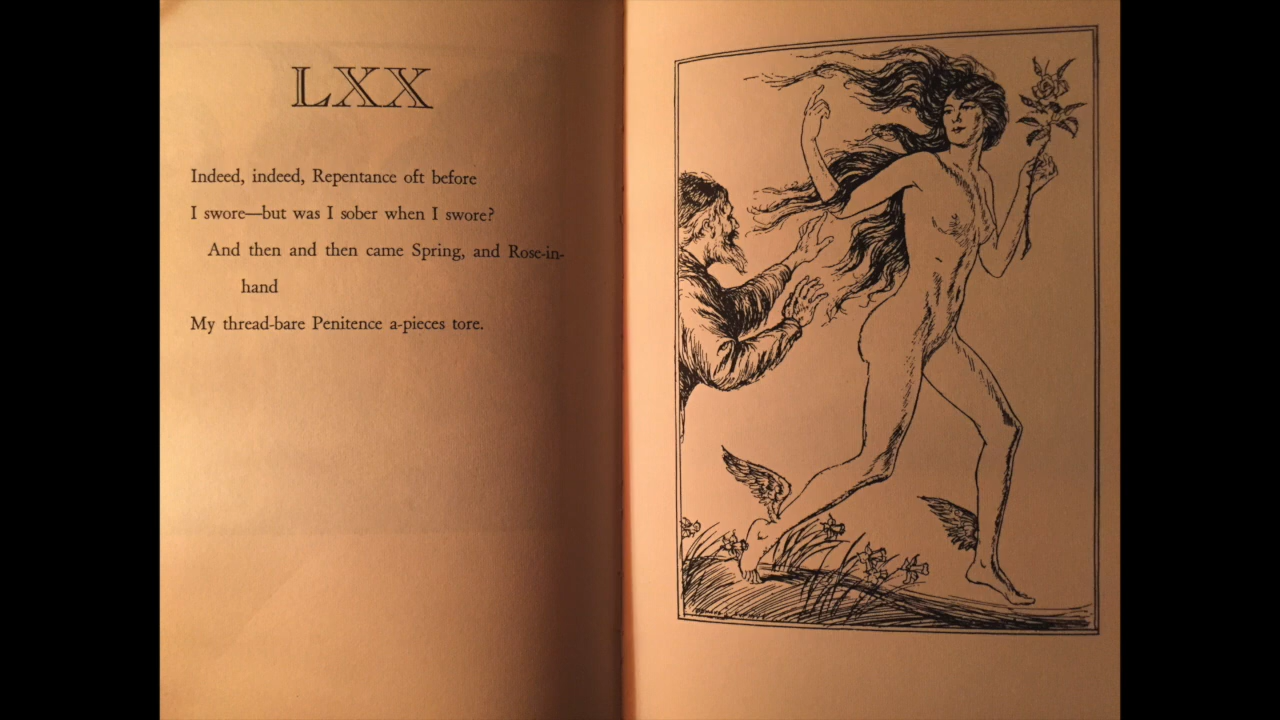 LXX
Indeed, indeed, Repentance oft before
I swore—but was I sober when I swore?
And then and then came Spring, and Rose-in-
hand
My thread-bare Penitence a-pieces tore.